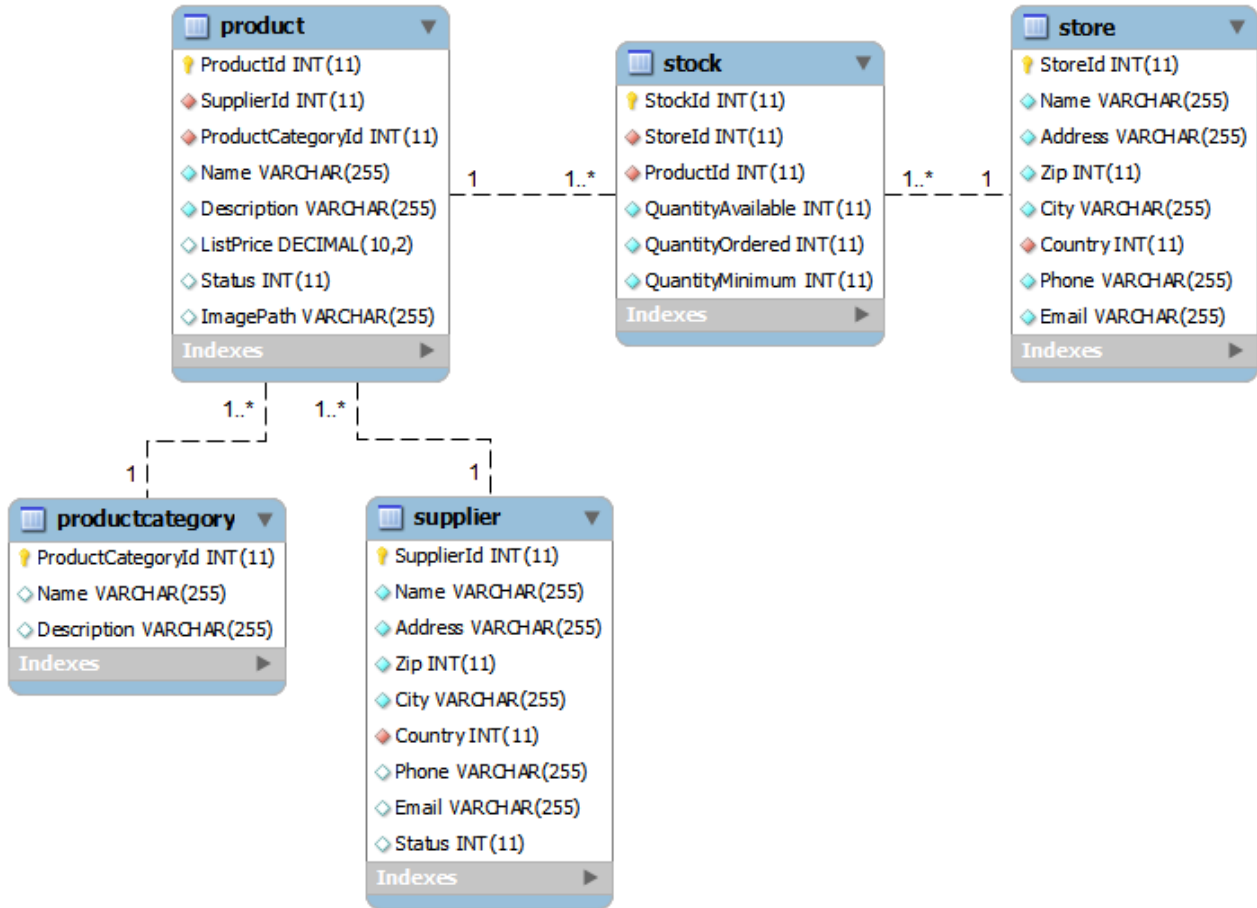 product
ProductId INT(11)
SupplierId INT(11)
ProductCategoryId INT(11)
Name VARCHAR(255)
Description VARCHAR(255)
ListPrice DECIMAL(10,2)
Status INT(11)
ImagePath VARCHAR(255)
Indexes
1
1..*
stock
StockId INT(11)
StoreId INT(11)
ProductId INT(11)
QuantityAvailable INT(11)
QuantityOrdered INT(11)
QuantityMinimum INT(11)
Indexes
1..*
1
store
StoreId INT(11)
Name VARCHAR(255)
Address VARCHAR(255)
Zip INT(11)
City VARCHAR(255)
Country INT(11)
Phone VARCHAR(255)
Email VARCHAR(255)
Indexes
1..*
1..*
1
1
productcategory
ProductCategoryId INT(11)
Name VARCHAR(255)
Description VARCHAR(255)
Indexes
supplier
SupplierId INT(11)
Name VARCHAR(255)
Address VARCHAR(255)
Zip INT(11)
City VARCHAR(255)
Country INT(11)
Phone VARCHAR(255)
Email VARCHAR(255)
Status INT(11)
Indexes